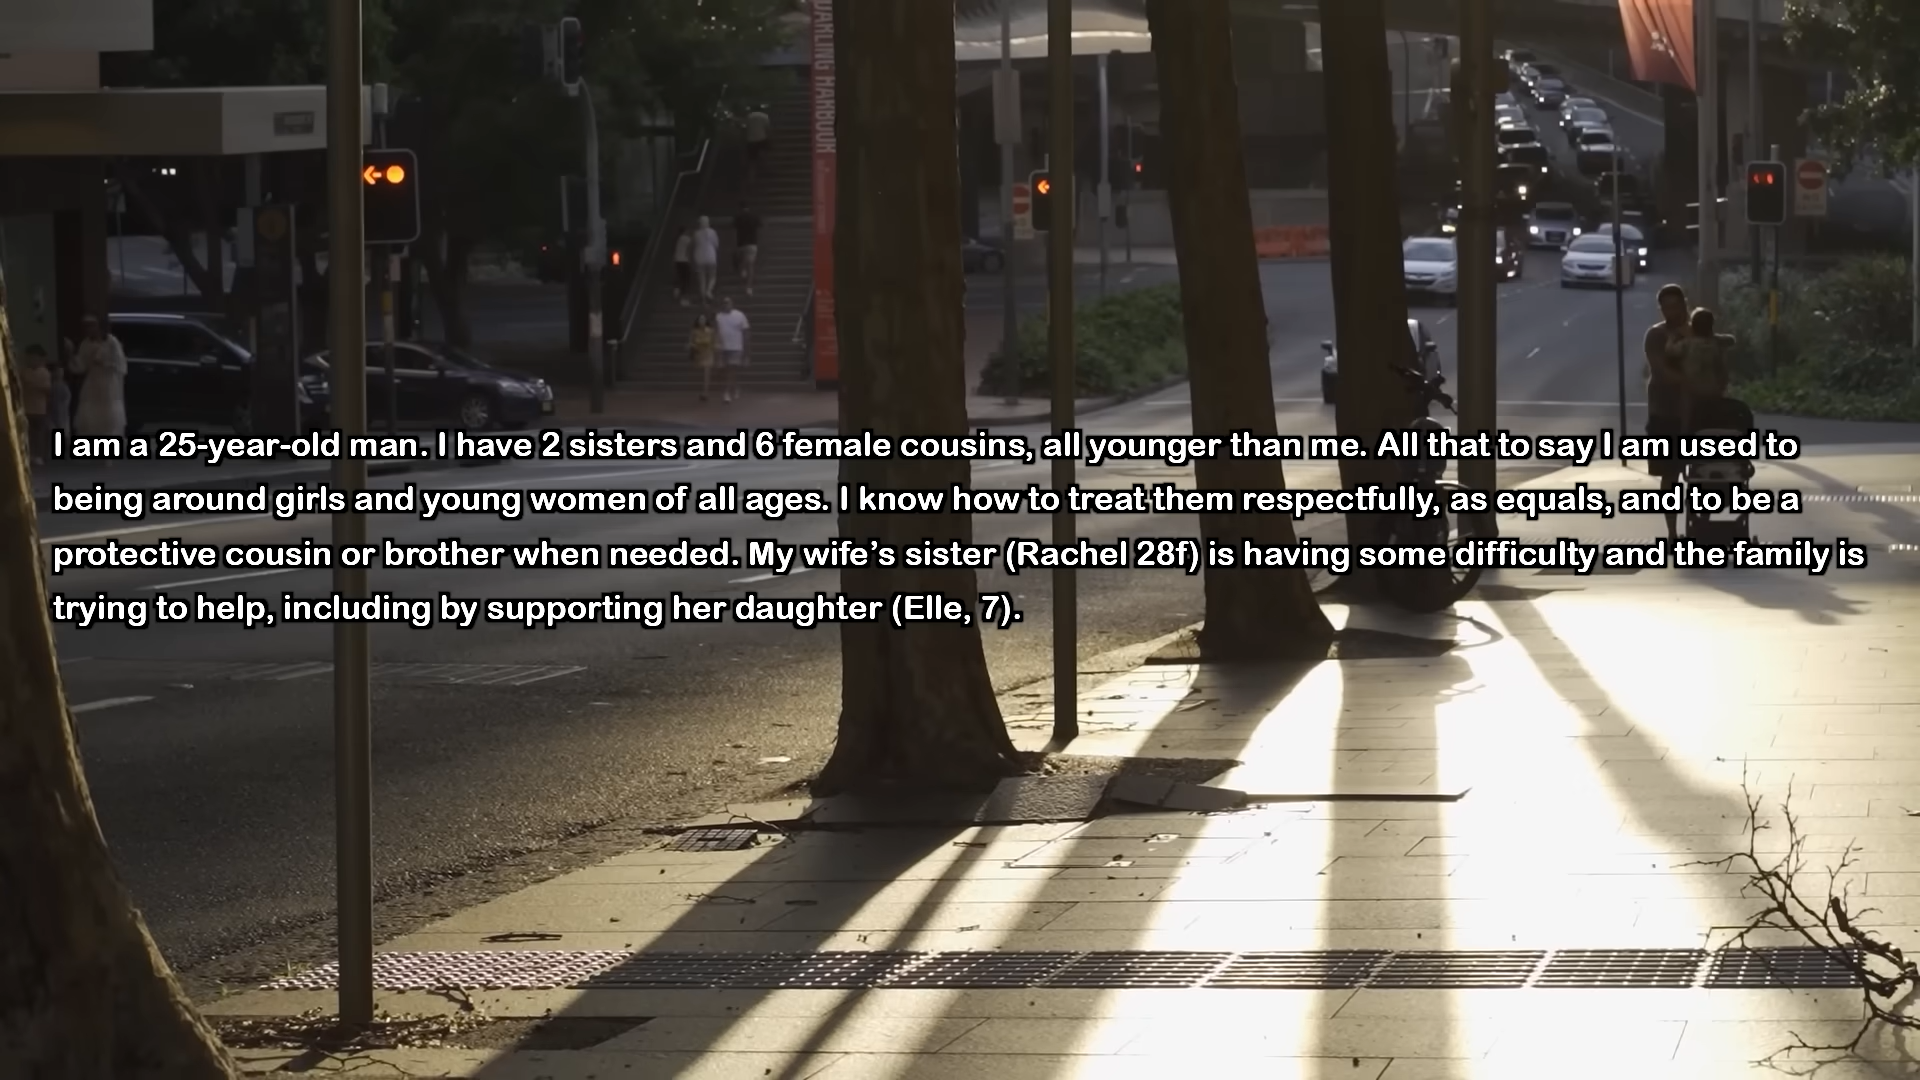 I am a 25-year-old man. I have 2 sisters and 6 female cousins, all younger than me. All that to say I am used to
being around girls and young women of all ages. I know how to treat them respectfully, as equals, and to be a
protective cousin or brother when needed. My wife’s sister (Rachel 28f) is having some difficulty and the family is
trying to help, including by supporting her daughter (Elle, 7).
DARLING HARBOUR